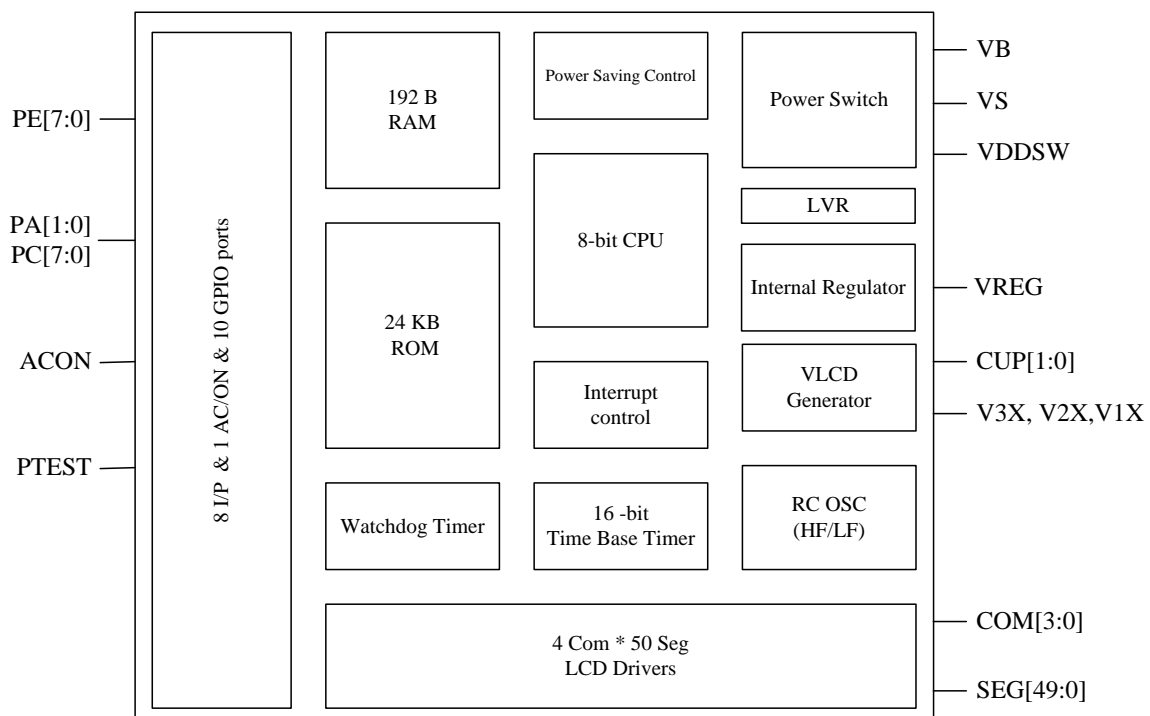 PE[7:0]
PA[1:0]
PC[7:0]
ACON
PTEST
8 I/P & 1 AC/ON & 10 GPIO ports
192 B
RAM
24 KB
ROM
Watchdog Timer
Power Saving Control
8-bit CPU
Interrupt
control
16 -bit
Time Base Timer
Power Switch
LVR
Internal Regulator
VLCD
Generator
RC OSC
(HF/LF)
4 Com * 50 Seg
LCD Drivers
VB
VS
VDDSW
VREG
CUP[1:0]
V3X, V2X,V1X
COM[3:0]
SEG[49:0]